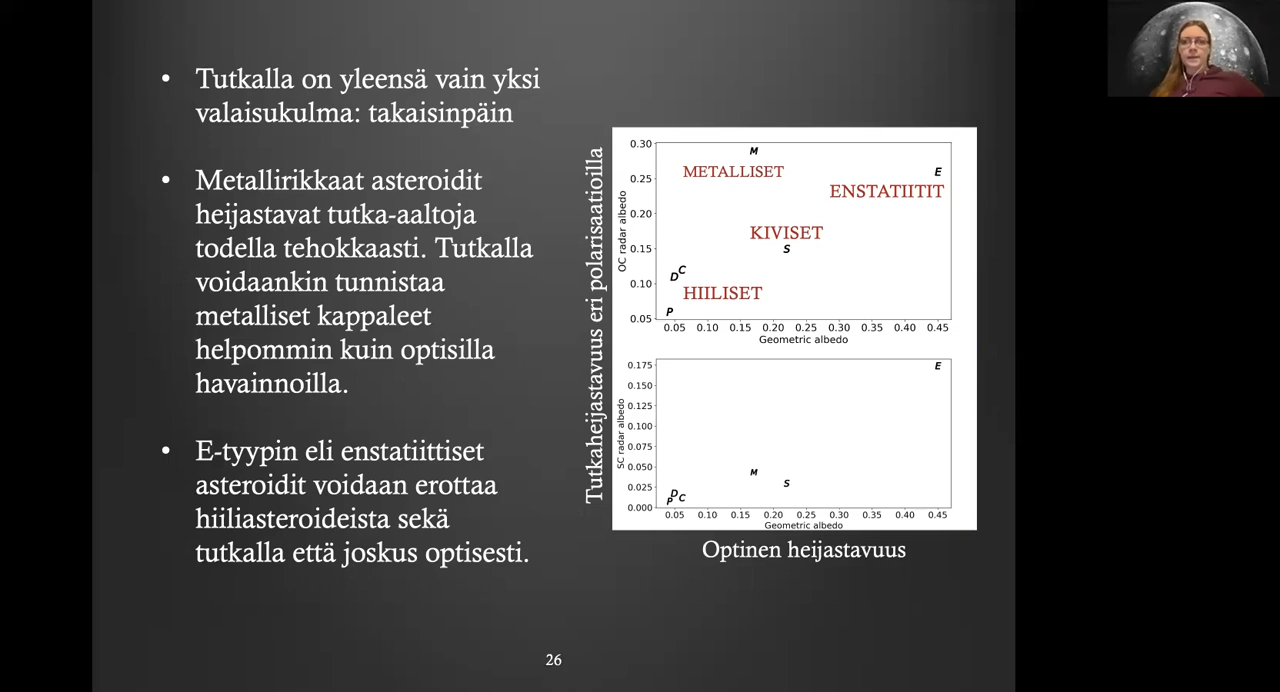 • Tutkalla on yleensä vain yksi
valaisukulma: takaisinpäin
• Metallirikkaat asteroidit
heijastavat tutka-aaltoja
todella tehokkaasti. Tutkalla
voidaankin tunnistaa
metalliset kappaleet
helpommin kuin optisilla
havainnoilla.
• E-tyypin eli enstatiittiset
asteroidit voidaan erottaa
hiiliasteroideista sekä
tutkalla että joskus optisesti.
Tutkaheijastavuus eri polarisaatioilla
OC radar albedo
0.30
0.25
0.20
0.15
0.10
0.05
M
METALLISET
E
ENSTATIITIT
KIVISET
S
D C
HIILISET
P
0.05 0.10 0.15 0.20 0.25 0.30 0.35 0.40 0.45
Geometric albedo
SC radar albedo
0.175
0.150
0.125
0.100
0.075
0.050
0.025
0.000
E
M
S
D
P C
0.05 0.10 0.15 0.20 0.25 0.30 0.35 0.40 0.45
Geometric albedo
Optinen heijastavuus
26